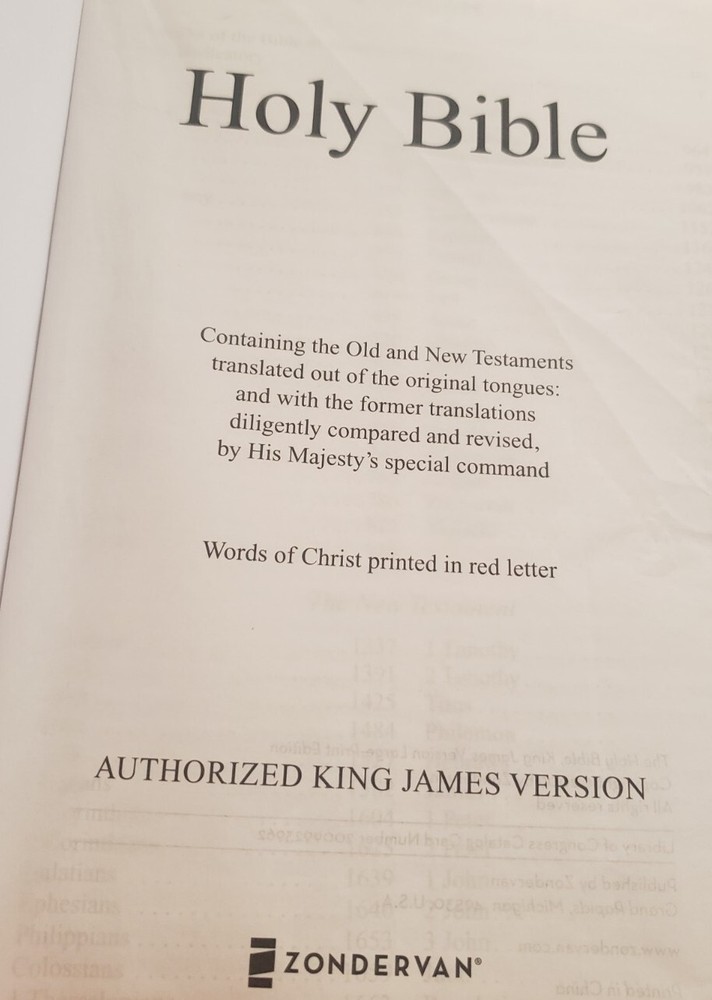 Holy Bible
Containing the Old and New Testaments
translated out of the original tongues:
and with the former translations
diligently compared and revised,
by His Majesty's special command
Words of Christ printed in red letter
AUTHORIZED KING JAMES VERSION
ZONDERVAN®